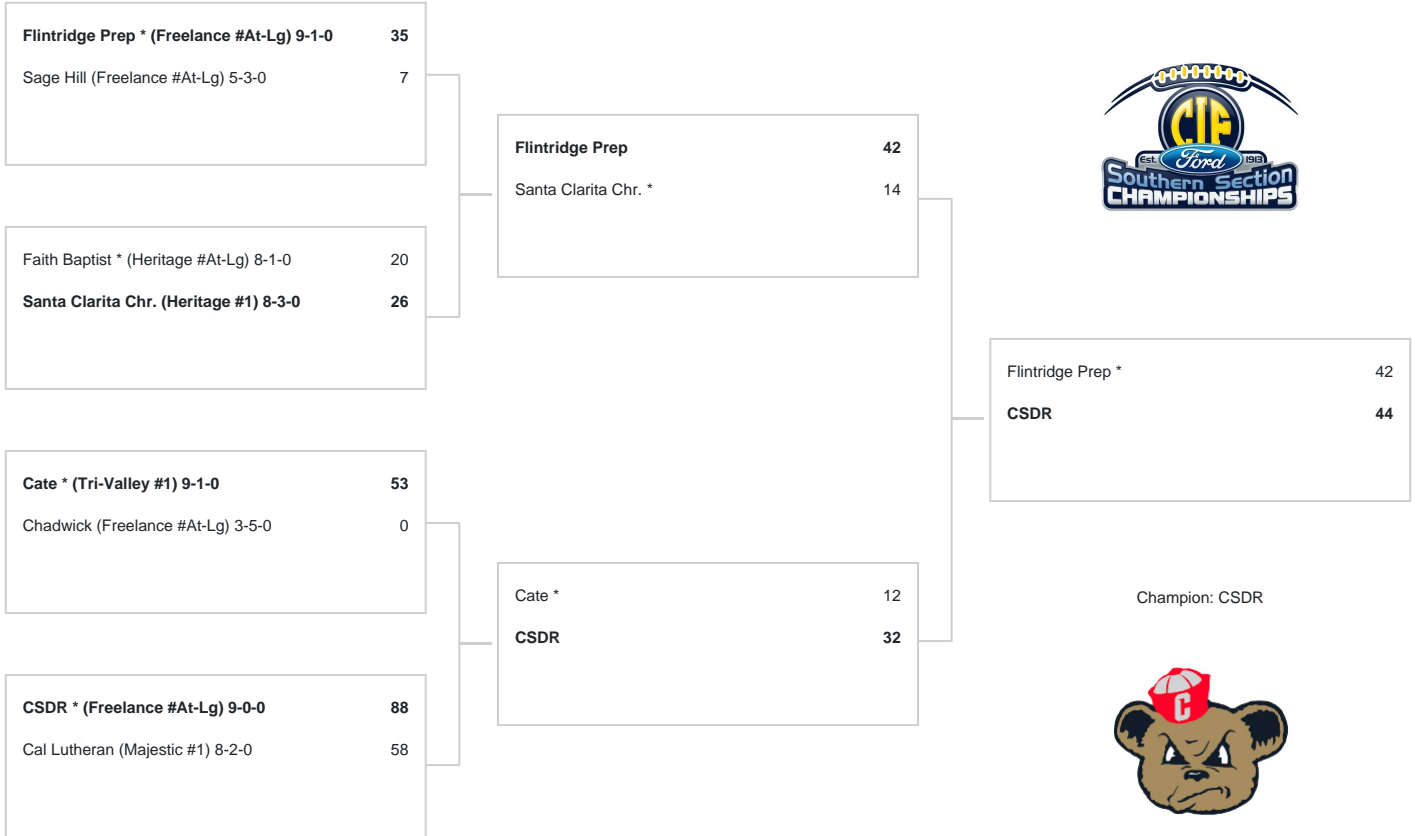 Flintridge Prep * (Freelance #At-Lg) 9-1-0 35
Sage Hill (Freelance #At-Lg) 5-3-0 7
Faith Baptist * (Heritage #At-Lg) 8-1-0 20
Santa Clarita Chr. (Heritage #1) 8-3-0 26
Cate * (Tri-Valley #1) 9-1-0 53
Chadwick (Freelance #At-Lg) 3-5-0 0
CSDR * (Freelance #At-Lg) 9-0-0 88
Cal Lutheran (Majestic #1) 8-2-0 58
Flintridge Prep 42
Santa Clarita Chr. * 14
Cate * 12
CSDR 32
CIF
Est. Ford 1913
Southern Section
CHAMPIONSHIPS
Flintridge Prep * 42
CSDR 44
Champion: CSDR
C